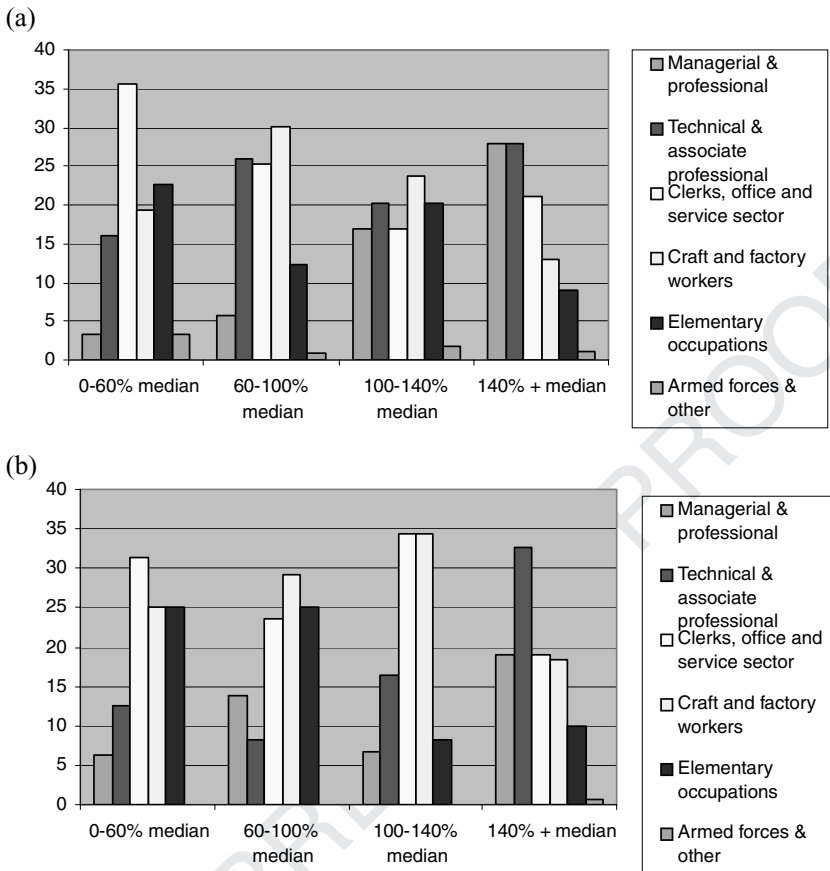 (a)
40
35
30
25
20
15
10
5
0
0-60% median
60-100%
median
100-140%
median
140% + median
Managerial &
professional
Technical &
associate
professional
Clerks, office and
service sector
Craft and factory
workers
Elementary
occupations
Armed forces &
other
(b)
40
35
30
25
20
15
10
5
0
0-60% median
60-100%
median
100-140%
median
140% + median
Managerial &
professional
Technical &
associate
professional
Clerks, office and
service sector
Craft and factory
workers
Elementary
occupations
Armed forces &
other